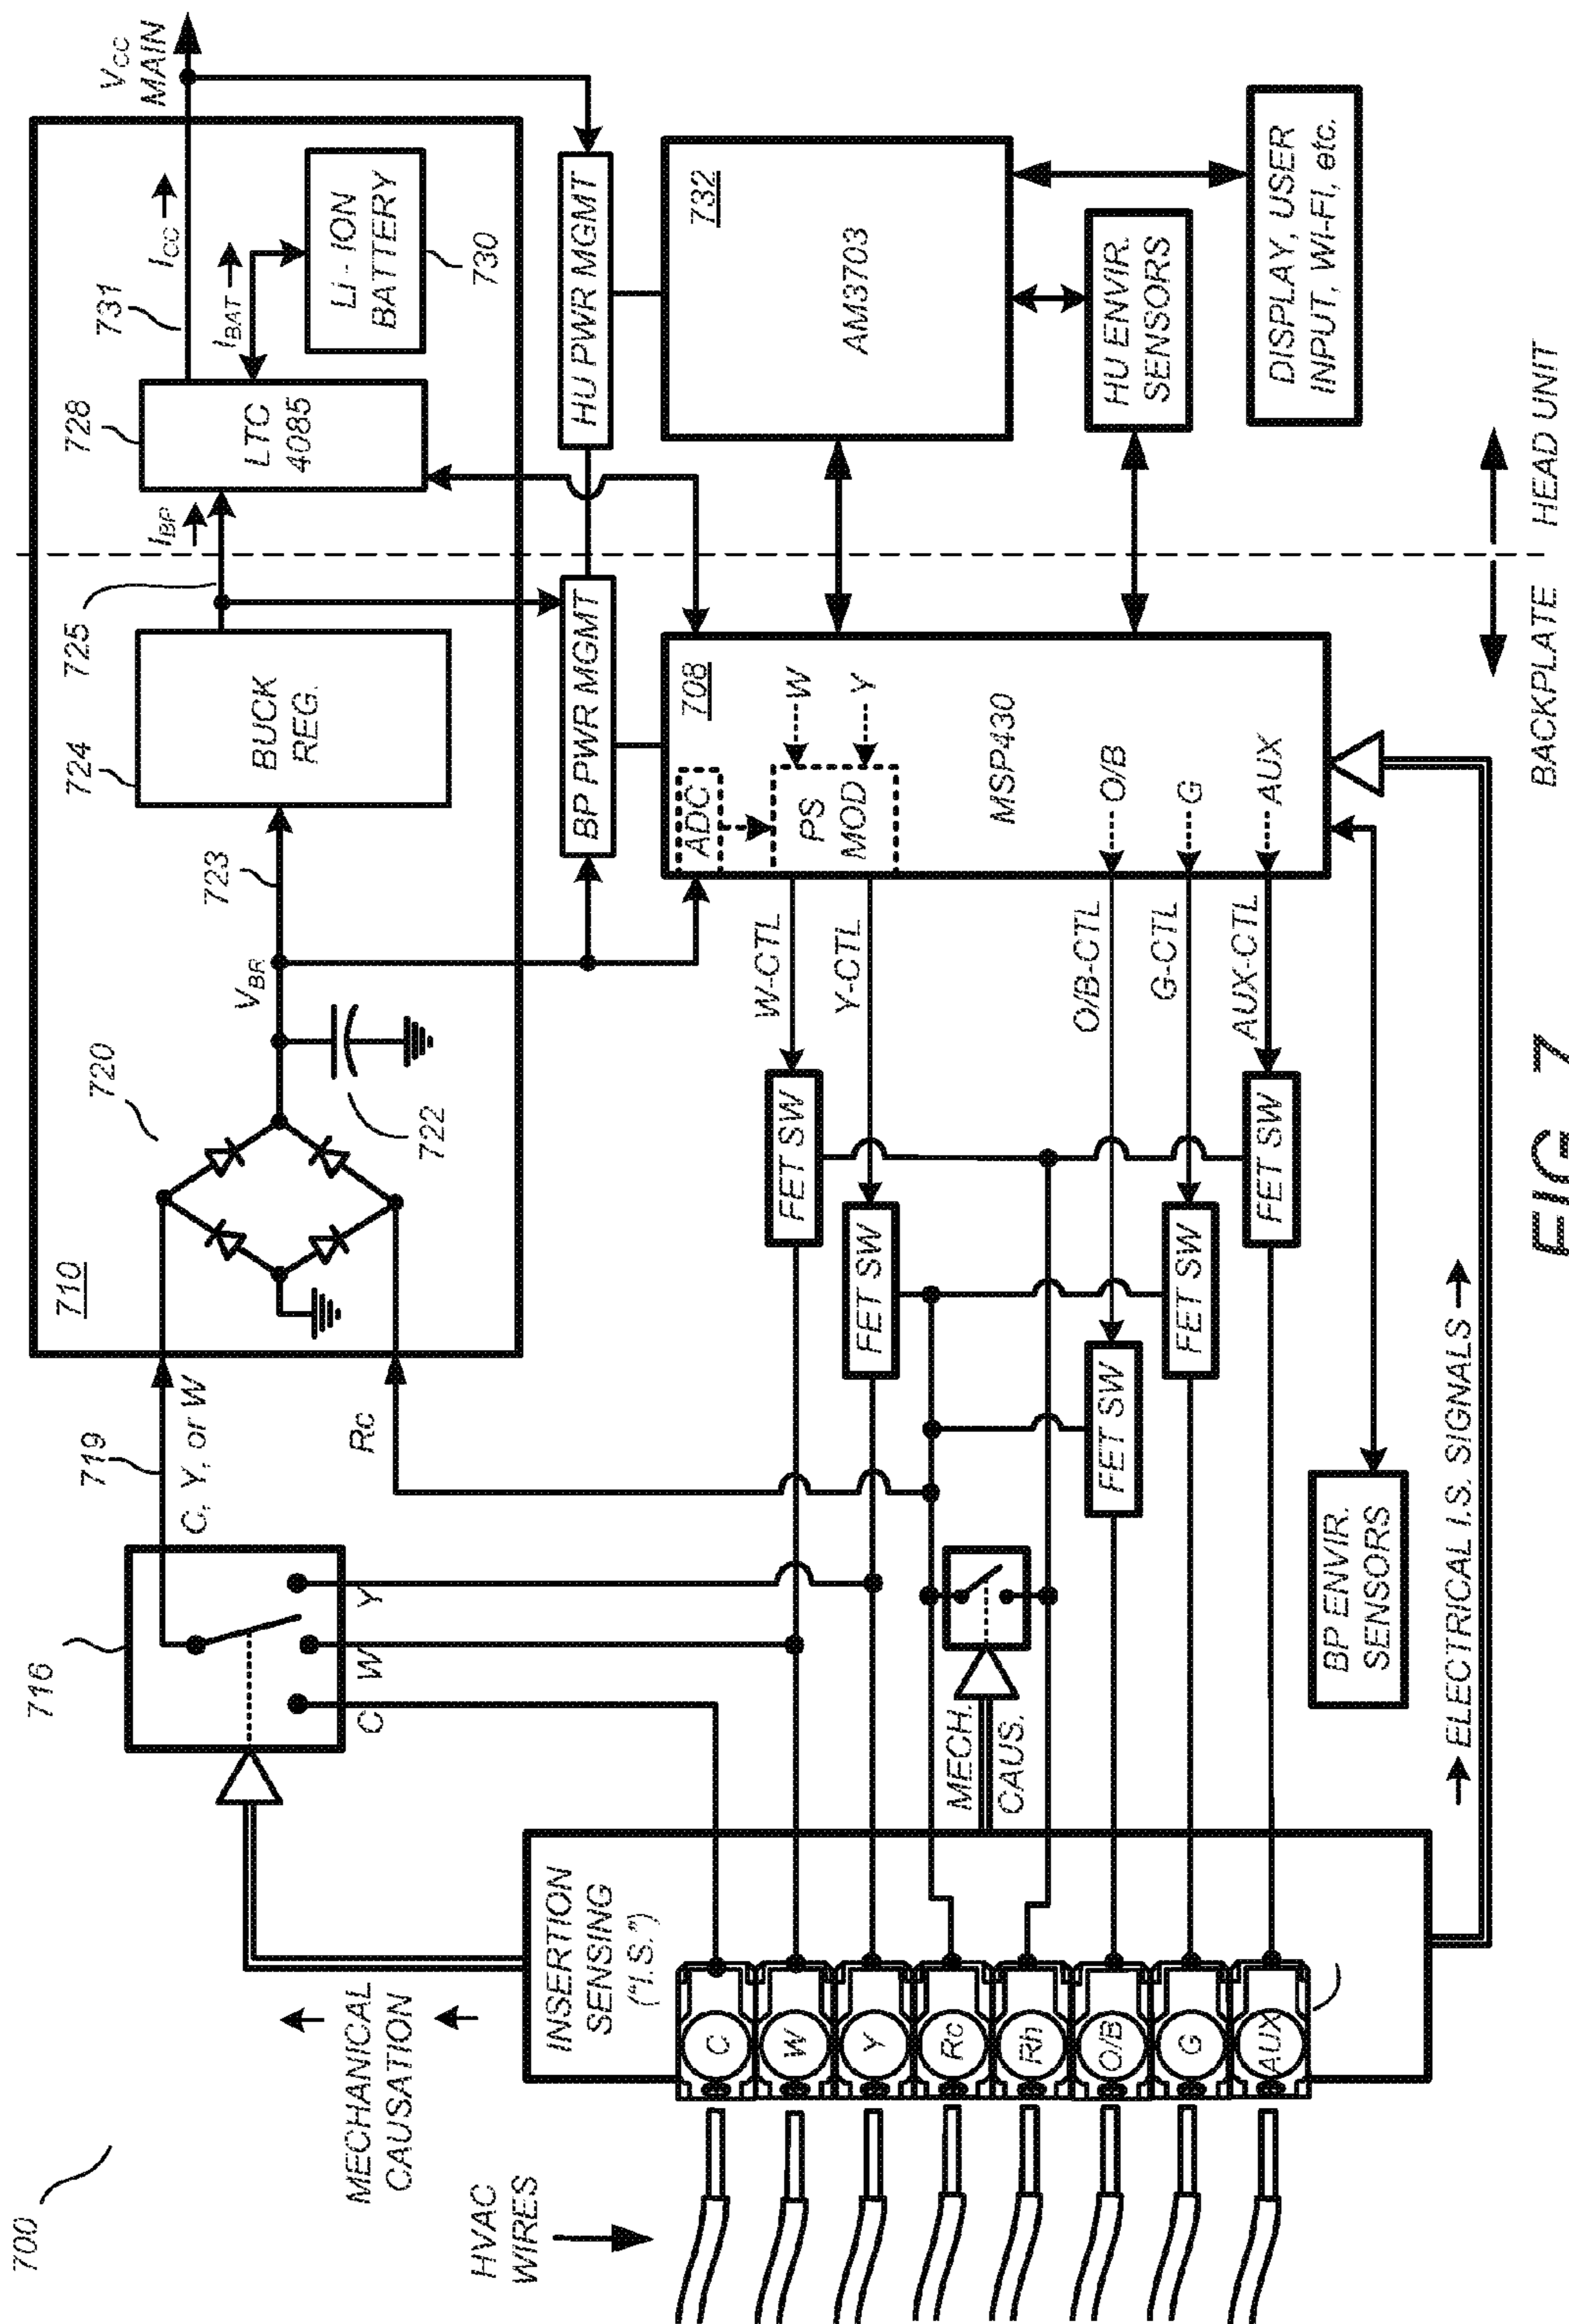 700
HVAC
WIRES
MECHANICAL
CAUSATION
INSERTION
SENSING
("I.S.")
C
W
Y
Rc
Rh
O/B
G
AUX
716
C
W
Y
719
C, Y, or W
Rc
MECH.
CAUS.
710
720
722
VBR
723
724
BUCK
REG.
725
IBP
728
LTC
4085
731
ICC
IBAT
Li - ION
BATTERY
730
VCC
MAIN
FET SW
FET SW
FET SW
FET SW
FET SW
W-CTL
Y-CTL
O/B-CTL
G-CTL
AUX-CTL
BP PWR MGMT
HU PWR MGMT
708
ADC
PS
MOD
W
Y
MSP430
O/B
G
AUX
732
AM3703
HU ENVIR.
SENSORS
DISPLAY, USER
INPUT, WI-FI, etc.
BP ENVIR.
SENSORS
ELECTRICAL I.S. SIGNALS
BACKPLATE
HEAD UNIT
FIG. 7